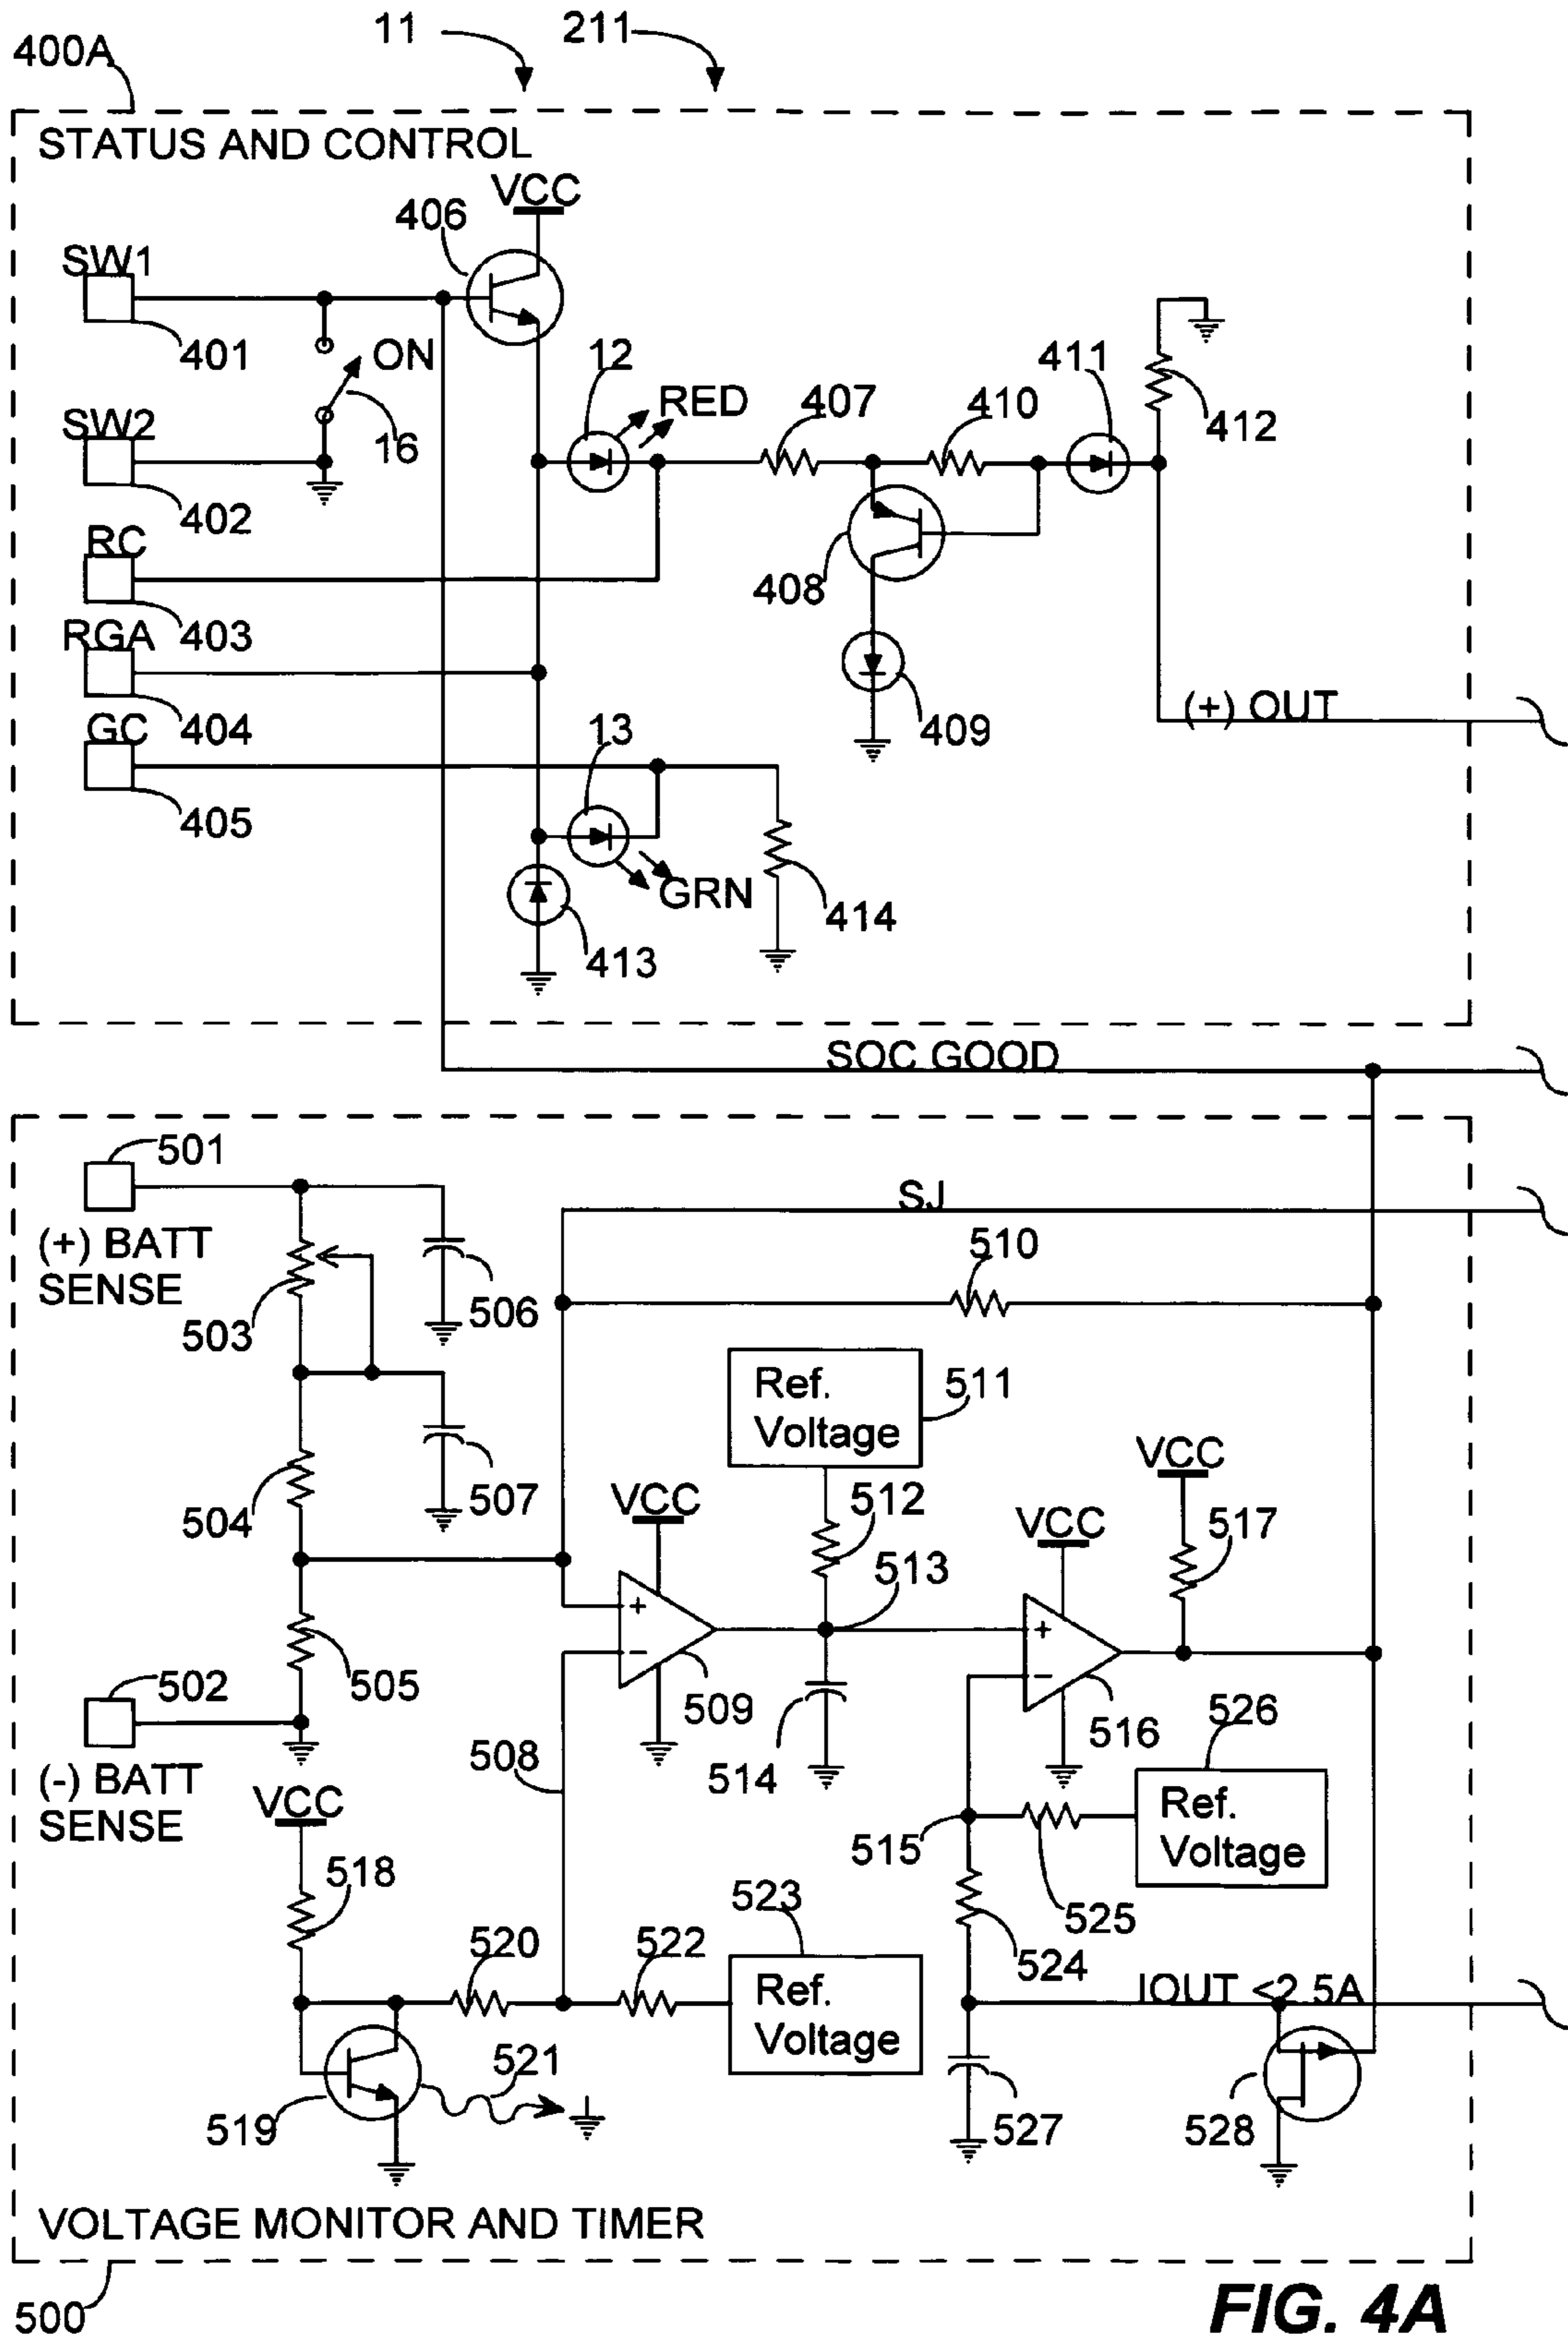 11
211
400A
STATUS AND CONTROL
VCC
406
SW1
401
ON
16
SW2
402
12
RED
407
410
411
412
RC
403
408
RGA
404
409
(+) OUT
GC
405
13
GRN
413
414
SOC GOOD
501
(+) BATT
SENSE
503
506
SJ
510
Ref.
Voltage
511
507
504
VCC
512
513
VCC
VCC
517
+
−
509
+
−
516
505
502
(-) BATT
SENSE
508
514
526
Ref.
Voltage
515
525
VCC
518
520
522
523
Ref.
Voltage
524
IOUT <2.5A
521
519
527
528
VOLTAGE MONITOR AND TIMER
500
FIG. 4A